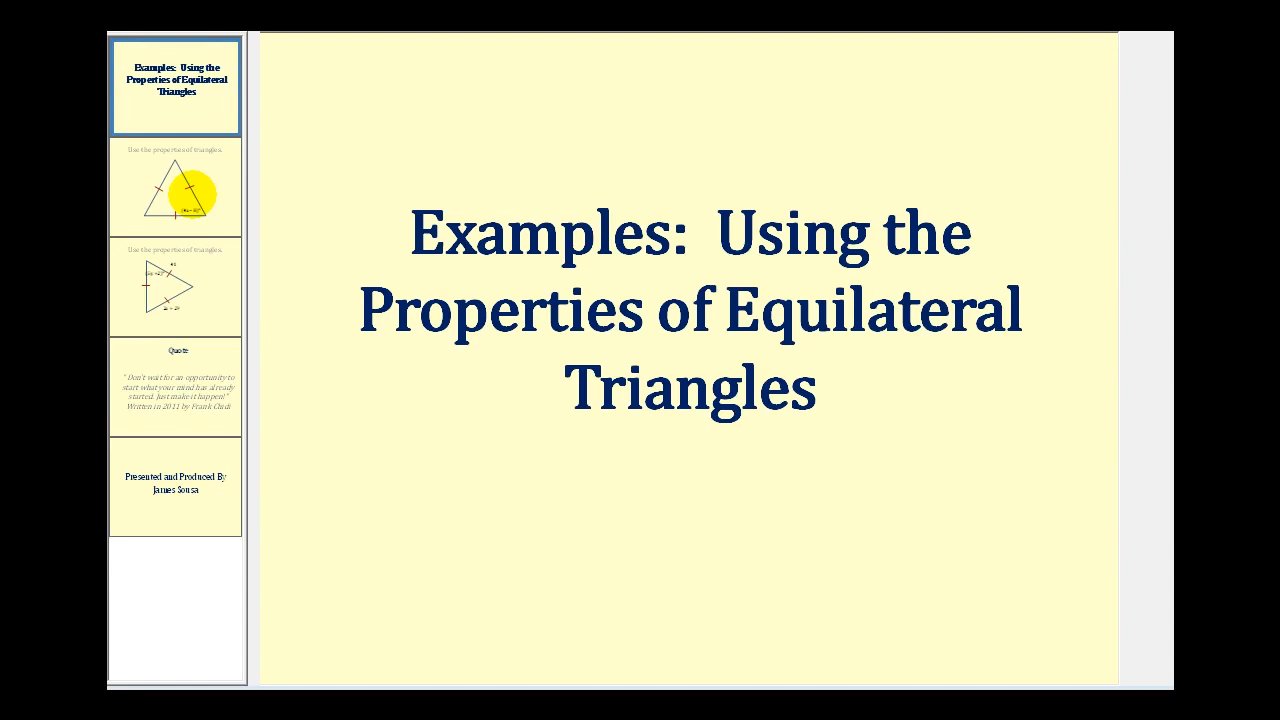 Examples: Using the
Properties of Equilateral
Triangles
Use the properties of triangles.
Use the properties of triangles.
Quote
" Don't wait for an opportunity to
start what your mind has already
started. Just make it happen!"
Written in 2011 by Frank Chidi
Presented and Produced By
James Sousa
Examples: Using the
Properties of Equilateral
Triangles